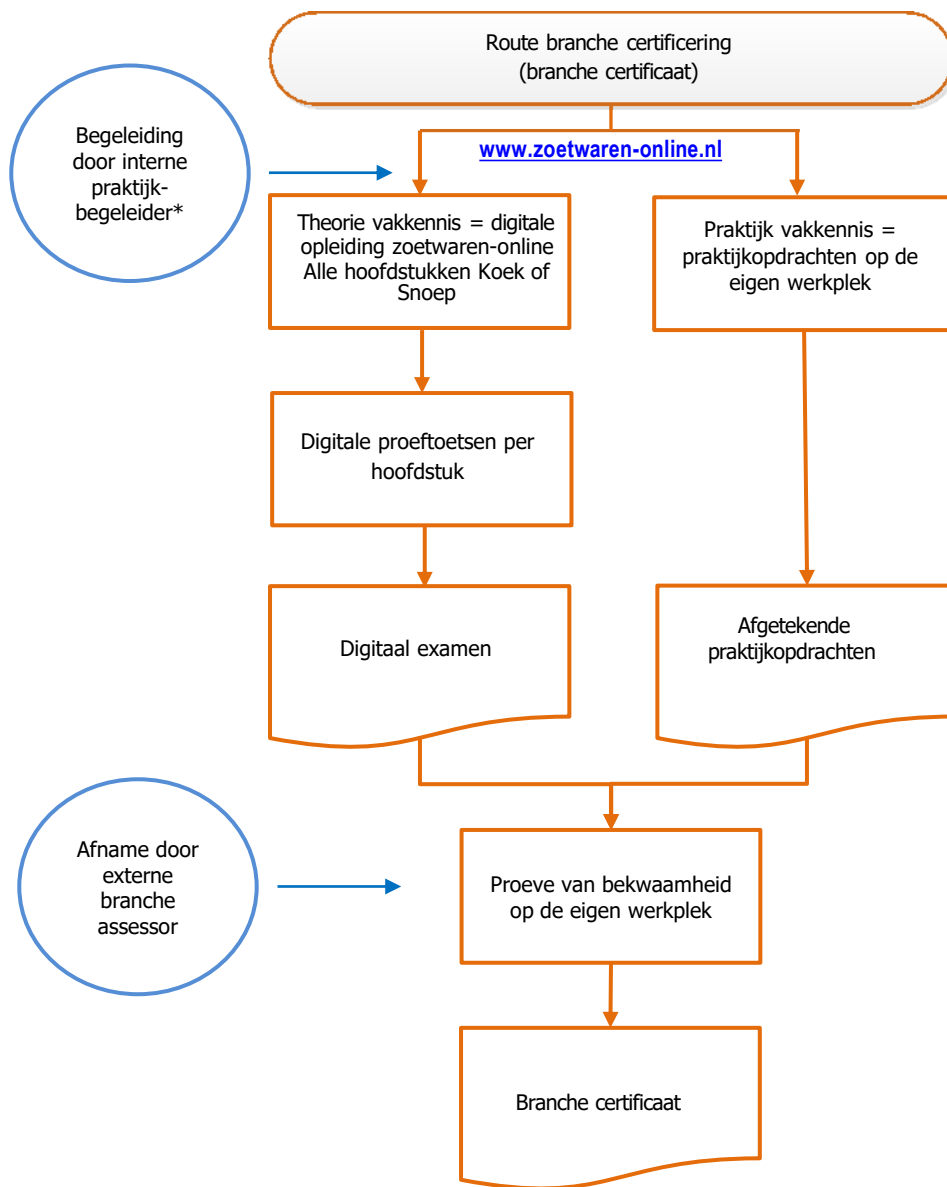 Route branche certificering
(branche certificaat)
www.zoetwaren-online.nl
Begeleiding
door interne
praktijk-
begeleider*
Theorie vakkennis = digitale
opleiding zoetwaren-online
Alle hoofdstukken Koek of
Snoep
Praktijk vakkennis =
praktijkopdrachten op de
eigen werkplek
Digitale proeftoetsen per
hoofdstuk
Digitaal examen
Afgetekende
praktijkopdrachten
Afname door
externe
branche
assessor
Proeve van bekwaamheid
op de eigen werkplek
Branche certificaat